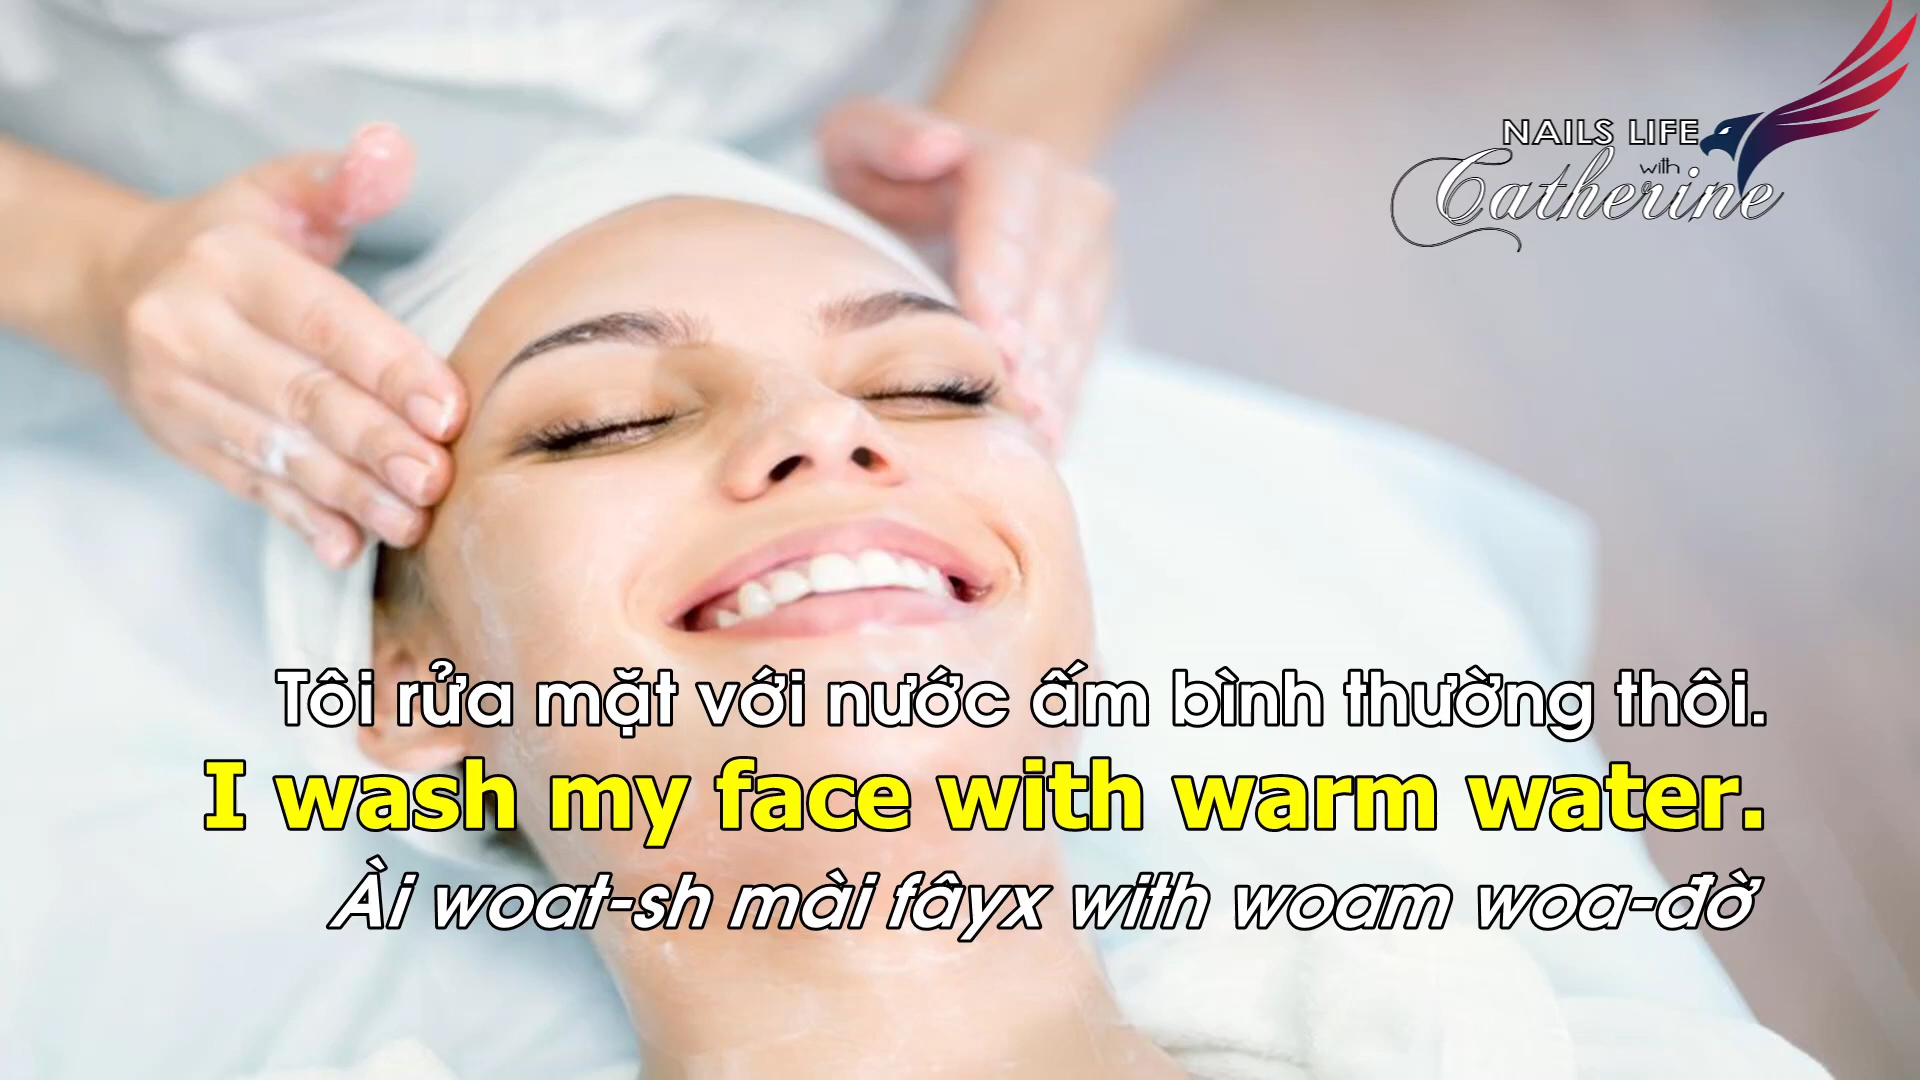 NAILS LIFE
with
Catherine
Tôi rửa mặt với nước ấm bình thường thôi.
I wash my face with warm water.
Ài woat-sh mài fâyx with woam woa-đờ